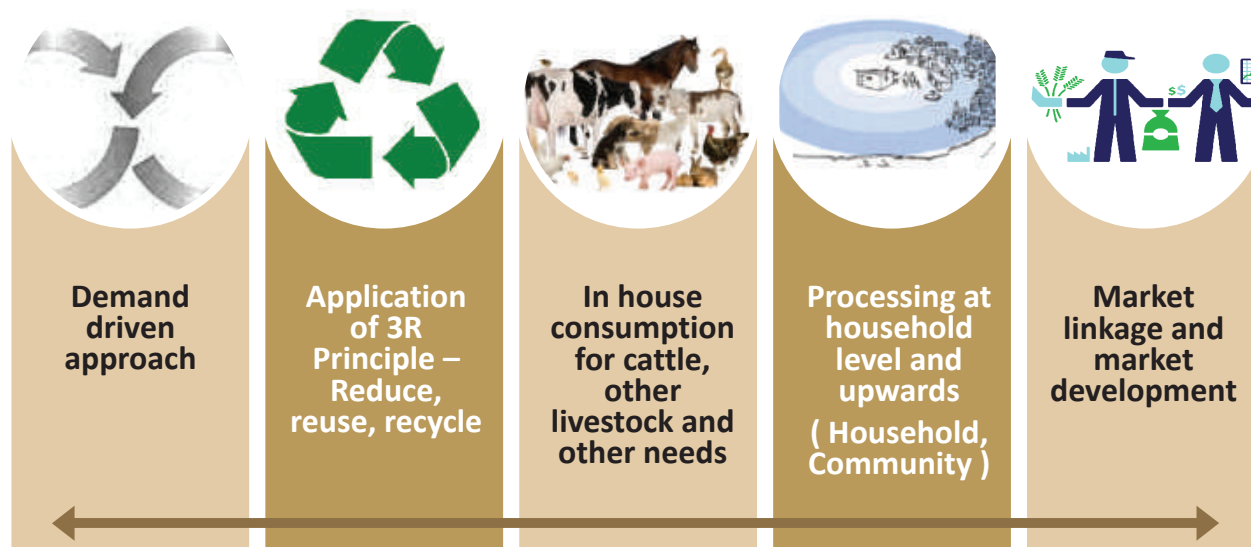 Demand
driven
approach
Application
of 3R
Principle –
Reduce,
reuse, recycle
In house
consumption
for cattle,
other
livestock and
other needs
Processing at
household
level and
upwards
( Household,
Community )
Market
linkage and
market
development
$ $